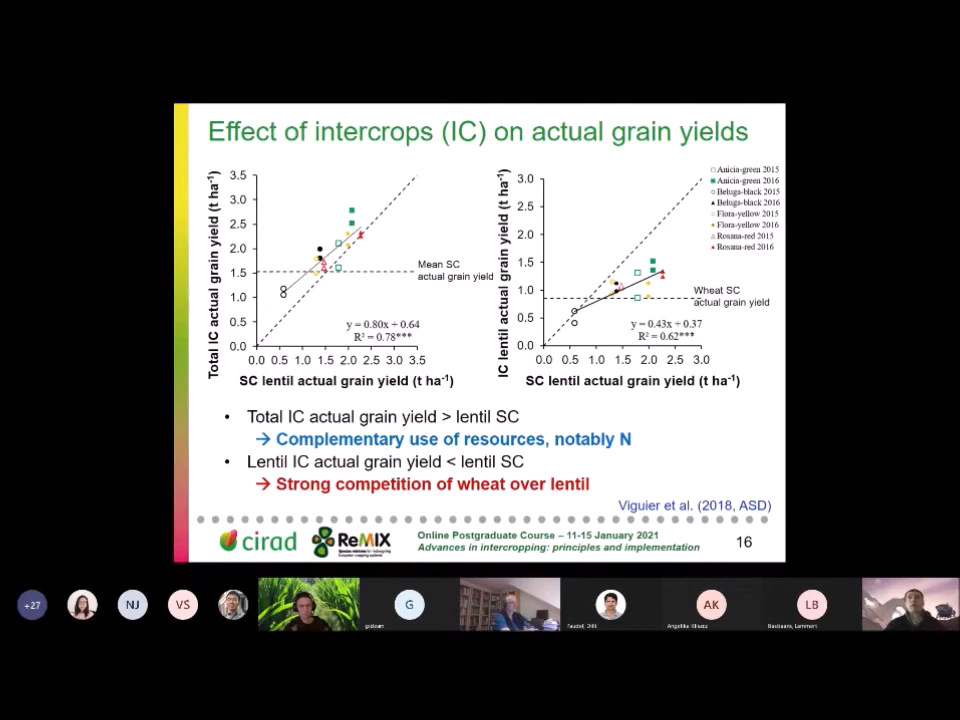 Effect of intercrops (IC) on actual grain yields
Total IC actual grain yield (t ha-1)
3.5
3.0
2.5
2.0
1.5
1.0
0.5
0.0
0.0 0.5 1.0 1.5 2.0 2.5 3.0 3.5
SC lentil actual grain yield (t ha-1)
Mean SC
actual grain yield
y = 0.80x + 0.64
R² = 0.78***
IC lentil actual grain yield (t ha-1)
3.0
2.5
2.0
1.5
1.0
0.5
0.0
0.0 0.5 1.0 1.5 2.0 2.5 3.0
SC lentil actual grain yield (t ha-1)
Anicia-green 2015
Anicia-green 2016
Beluga-black 2015
Beluga-black 2016
Flora-yellow 2015
Flora-yellow 2016
Rosana-red 2015
Rosana-red 2016
Wheat SC
actual grain yield
y = 0.43x + 0.37
R² = 0.62***
• Total IC actual grain yield > lentil SC
→ Complementary use of resources, notably N
• Lentil IC actual grain yield < lentil SC
→ Strong competition of wheat over lentil
Viguier et al. (2018, ASD)
cirad
ReMIX
Online Postgraduate Course – 11-15 January 2021
Advances in intercropping: principles and implementation
16
+27
NJ
VS
G
AK
LB